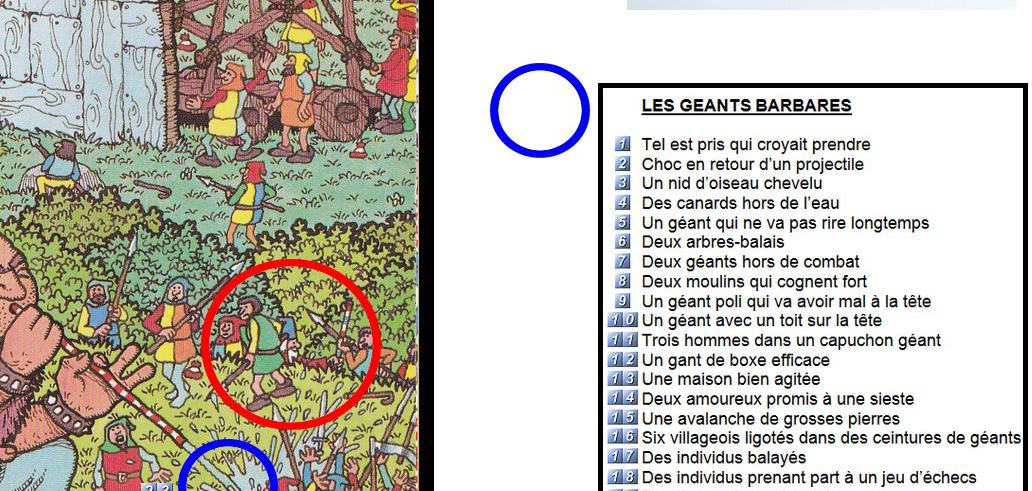 LES GEANTS BARBARES
1 Tel est pris qui croyait prendre
2 Choc en retour d'un projectile
3 Un nid d'oiseau chevelu
4 Des canards hors de l'eau
5 Un géant qui ne va pas rire longtemps
6 Deux arbres-balais
7 Deux géants hors de combat
8 Deux moulins qui cognent fort
9 Un géant poli qui va avoir mal à la tête
10 Un géant avec un toit sur la tête
11 Trois hommes dans un capuchon géant
12 Un gant de boxe efficace
13 Une maison bien agitée
14 Deux amoureux promis à une sieste
15 Une avalanche de grosses pierres
16 Six villageois ligotés dans des ceintures de géants
17 Des individus balayés
18 Des individus prenant part à un jeu d'échecs